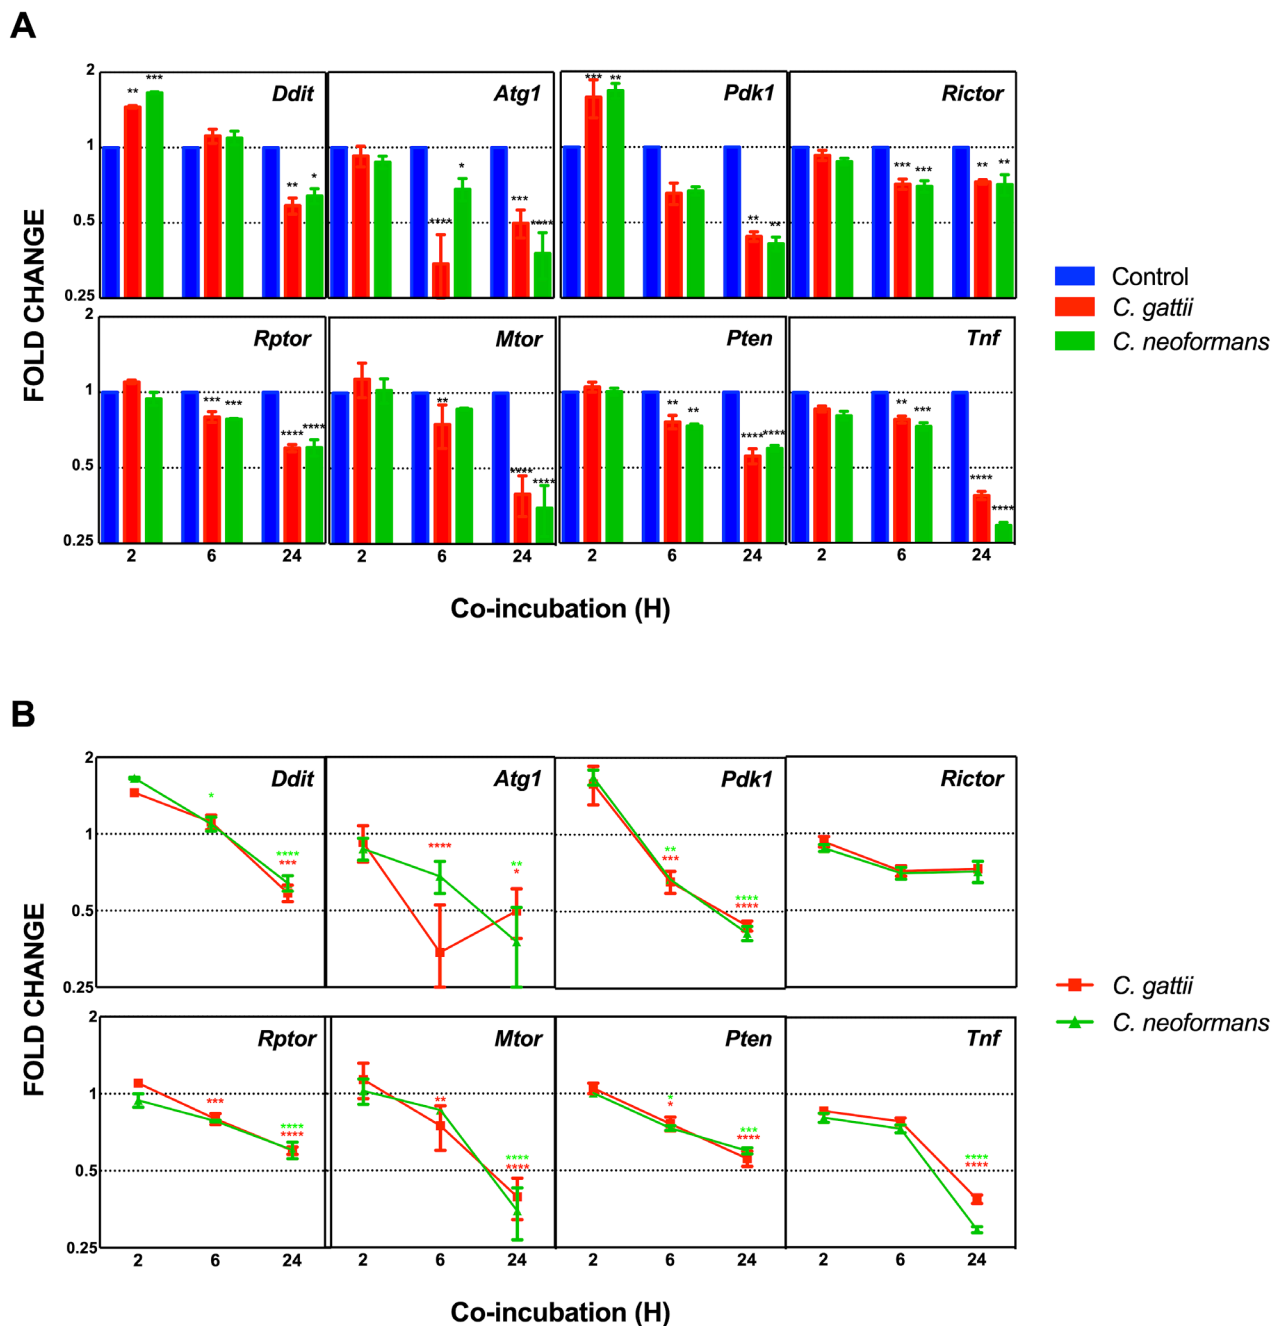 A
2
Ddit
Atg1
Pdk1
Rictor
** *** ** * **** * *** **** *** ** ** ** *** *** ** **
1
0.5
0.25
FOLD CHANGE
Control
C. gattii
C. neoformans
2
Rptor
Mtor
Pten
Tnf
*** *** **** **** ** **** **** ** ** **** **** ** *** **** ****
1
0.5
0.25
2 6 24 2 6 24 2 6 24 2 6 24
Co-incubation (H)
B
2
Ddit
Atg1
Pdk1
Rictor
* **** *** **** ** * ** *** **** ****
1
0.5
0.25
FOLD CHANGE
C. gattii
C. neoformans
2
Rptor
Mtor
Pten
Tnf
*** **** **** ** **** **** * * *** **** **** ****
1
0.5
0.25
2 6 24 2 6 24 2 6 24 2 6 24
Co-incubation (H)